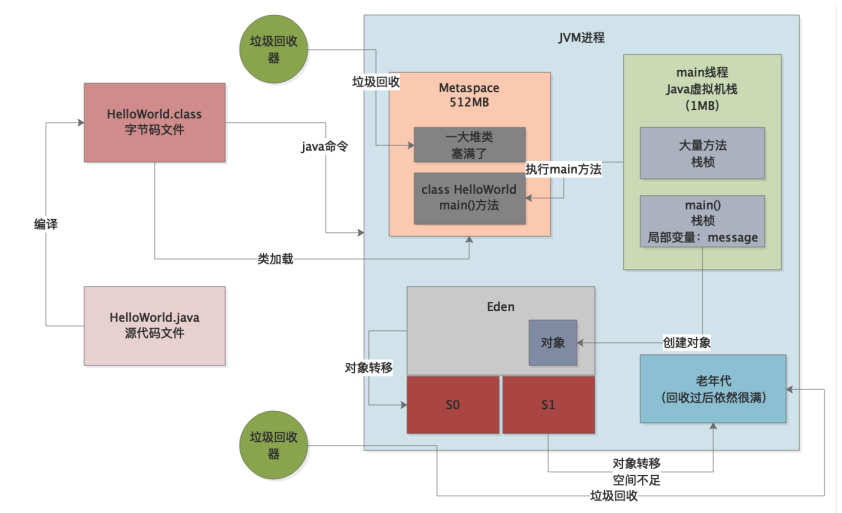 垃圾回收
器
JVM进程
垃圾回收
Metaspace
512MB
main线程
Java虚拟机栈
（1MB）
HelloWorld.class
字节码文件
java命令
一大堆类
塞满了
大量方法
栈桢
执行main方法
class HelloWorld
main()方法
main()
栈桢
局部变量：message
编译
类加载
HelloWorld.java
源代码文件
Eden
对象
创建对象
对象转移
S0
S1
老年代
（回收过后依然很满）
垃圾回收
器
对象转移
空间不足
垃圾回收